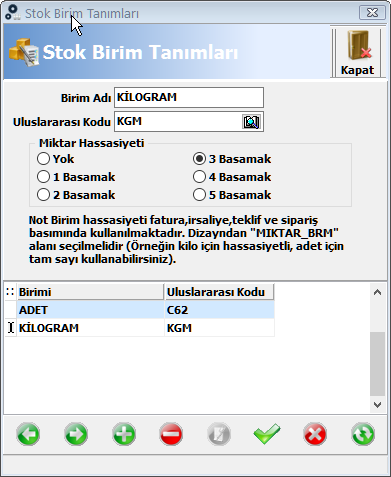 Stok Birim Tanımları
Stok Birim Tanımları
Kapat
Birim Adı KİLOGRAM
Uluslararası Kodu KGM
Miktar Hassasiyeti
Yok 3 Basamak
1 Basamak 4 Basamak
2 Basamak 5 Basamak
Not Birim hassasiyeti fatura,irsaliye,teklif ve sipariş
basımında kullanılmaktadır. Dizayndan "MIKTAR_BRM"
alanı seçilmelidir (Örneğin kilo için hassasiyetli, adet için
tam sayı kullanabilirsiniz).
Birimi Uluslararası Kodu
ADET C62
KİLOGRAM KGM